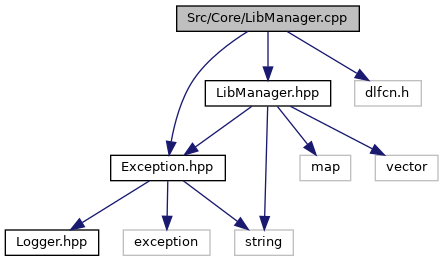 Src/Core/LibManager.cpp
LibManager.hpp
dlfcn.h
Exception.hpp
map
vector
Logger.hpp
exception
string